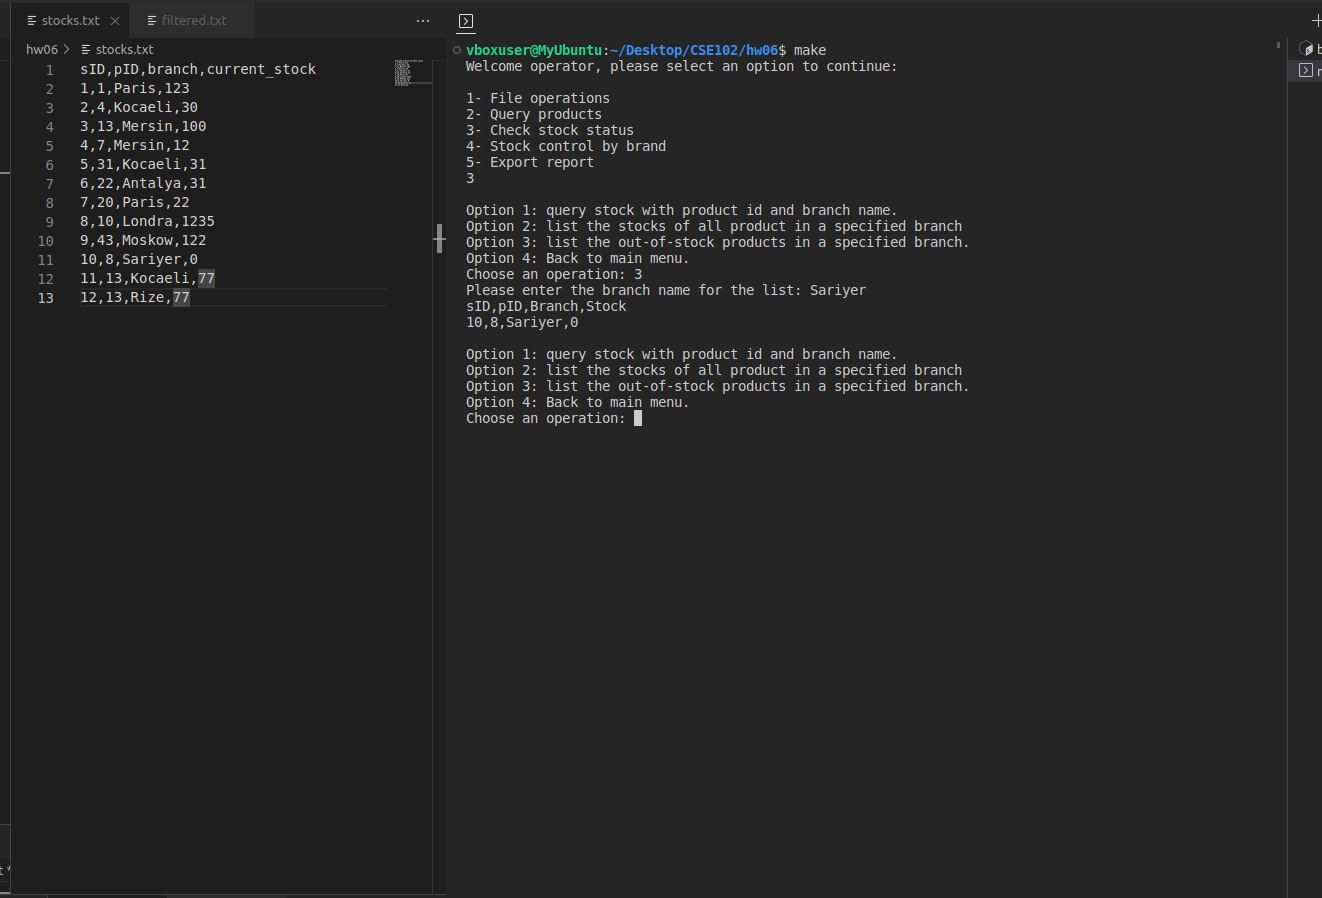 stocks.txt
filtered.txt
hw06 > stocks.txt
1 sID,pID,branch,current_stock
2 1,1,Paris,123
3 2,4,Kocaeli,30
4 3,13,Mersin,100
5 4,7,Mersin,12
6 5,31,Kocaeli,31
7 6,22,Antalya,31
8 7,20,Paris,22
9 8,10,Londra,1235
10 9,43,Moskow,122
11 10,8,Sariyer,0
12 11,13,Kocaeli,77
13 12,13,Rize,77
vboxuser@MyUbuntu:~/Desktop/CSE102/hw06$ make
Welcome operator, please select an option to continue:
1- File operations
2- Query products
3- Check stock status
4- Stock control by brand
5- Export report
3
Option 1: query stock with product id and branch name.
Option 2: list the stocks of all product in a specified branch
Option 3: list the out-of-stock products in a specified branch.
Option 4: Back to main menu.
Choose an operation: 3
Please enter the branch name for the list: Sariyer
sID,pID,Branch,Stock
10,8,Sariyer,0
Option 1: query stock with product id and branch name.
Option 2: list the stocks of all product in a specified branch
Option 3: list the out-of-stock products in a specified branch.
Option 4: Back to main menu.
Choose an operation: